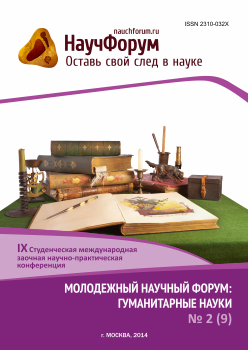 ISSN 2310-032X
nauchforum.ru
НаучФорум
Оставь свой след в науке
IX Студенческая международная
заочная научно-практическая
конференция
МОЛОДЕЖНЫЙ НАУЧНЫЙ ФОРУМ:
ГУМАНИТАРНЫЕ НАУКИ
№ 2 (9)
г. МОСКВА, 2014